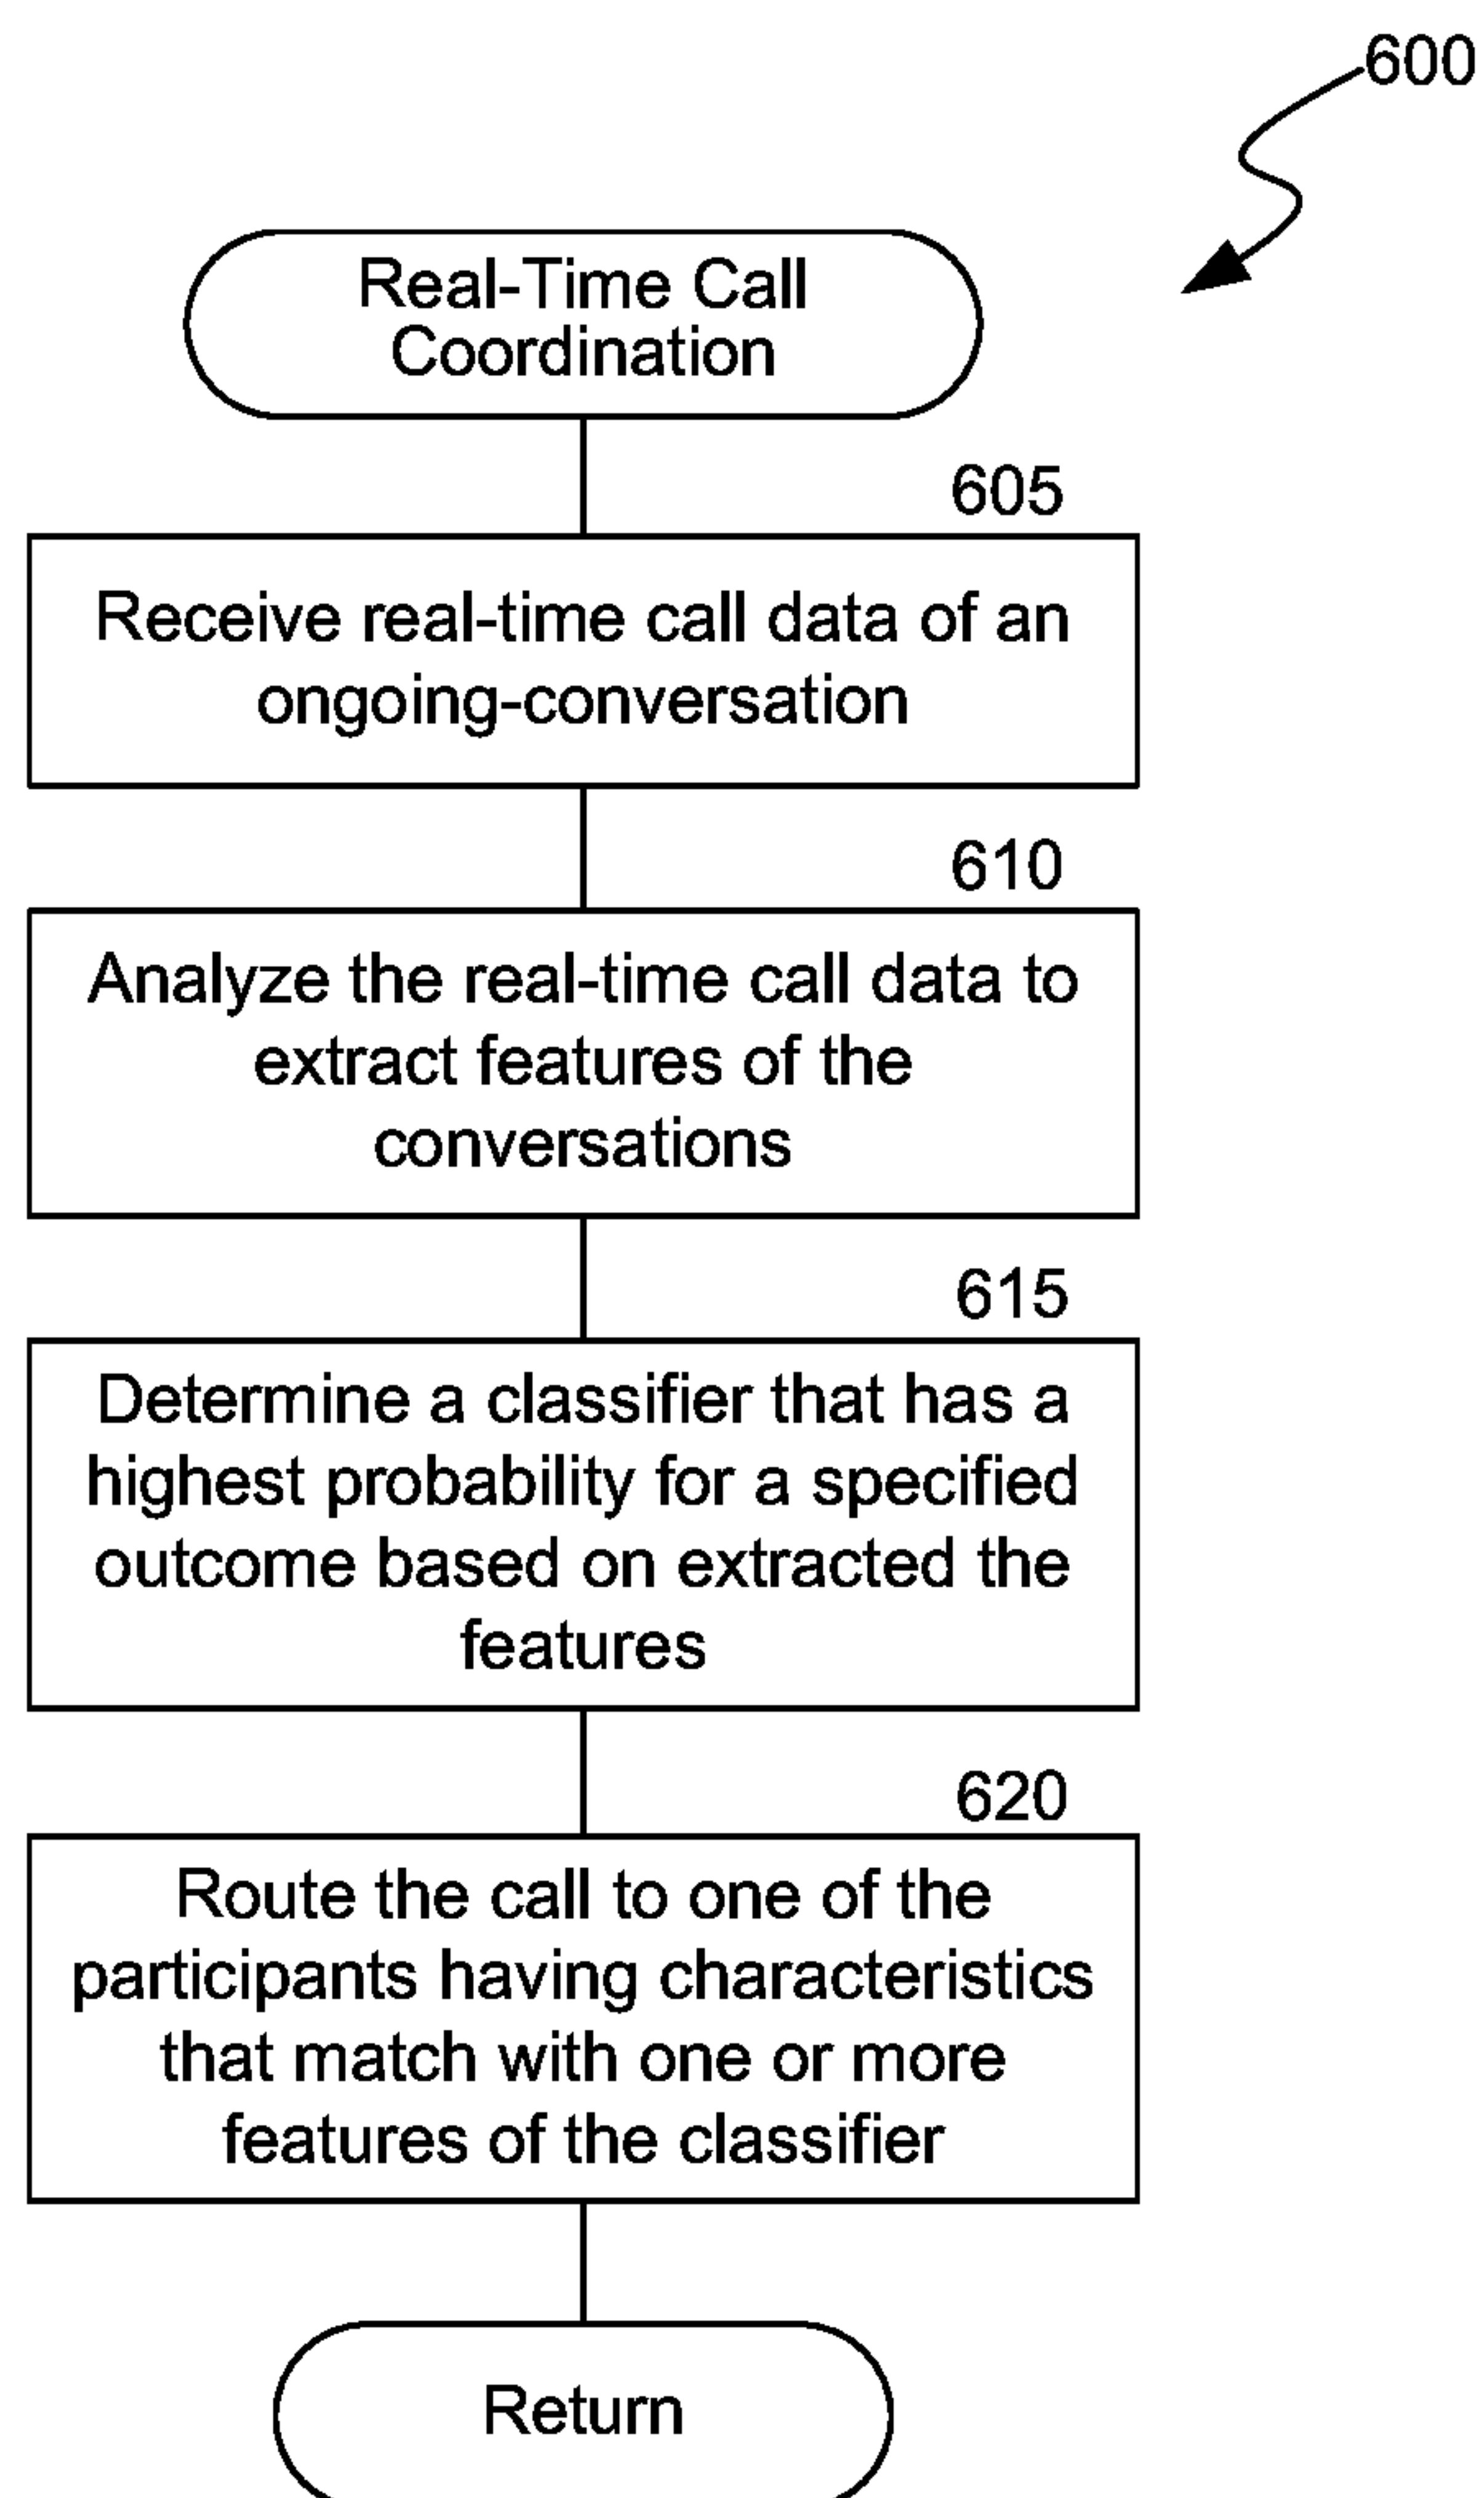 600
Real-Time Call
Coordination
605
Receive real-time call data of an
ongoing-conversation
610
Analyze the real-time call data to
extract features of the
conversations
615
Determine a classifier that has a
highest probability for a specified
outcome based on extracted the
features
620
Route the call to one of the
participants having characteristics
that match with one or more
features of the classifier
Return